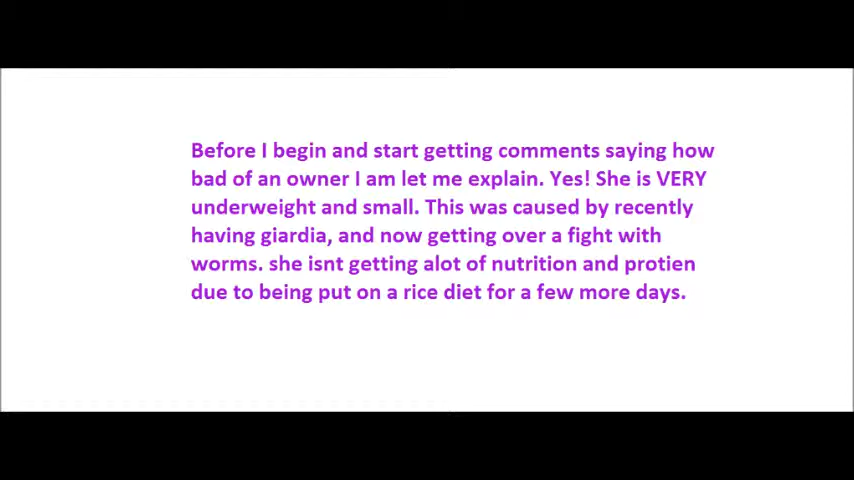 Before I begin and start getting comments saying how
bad of an owner I am let me explain. Yes! She is VERY
underweight and small. This was caused by recently
having giardia, and now getting over a fight with
worms. she isnt getting alot of nutrition and protien
due to being put on a rice diet for a few more days.